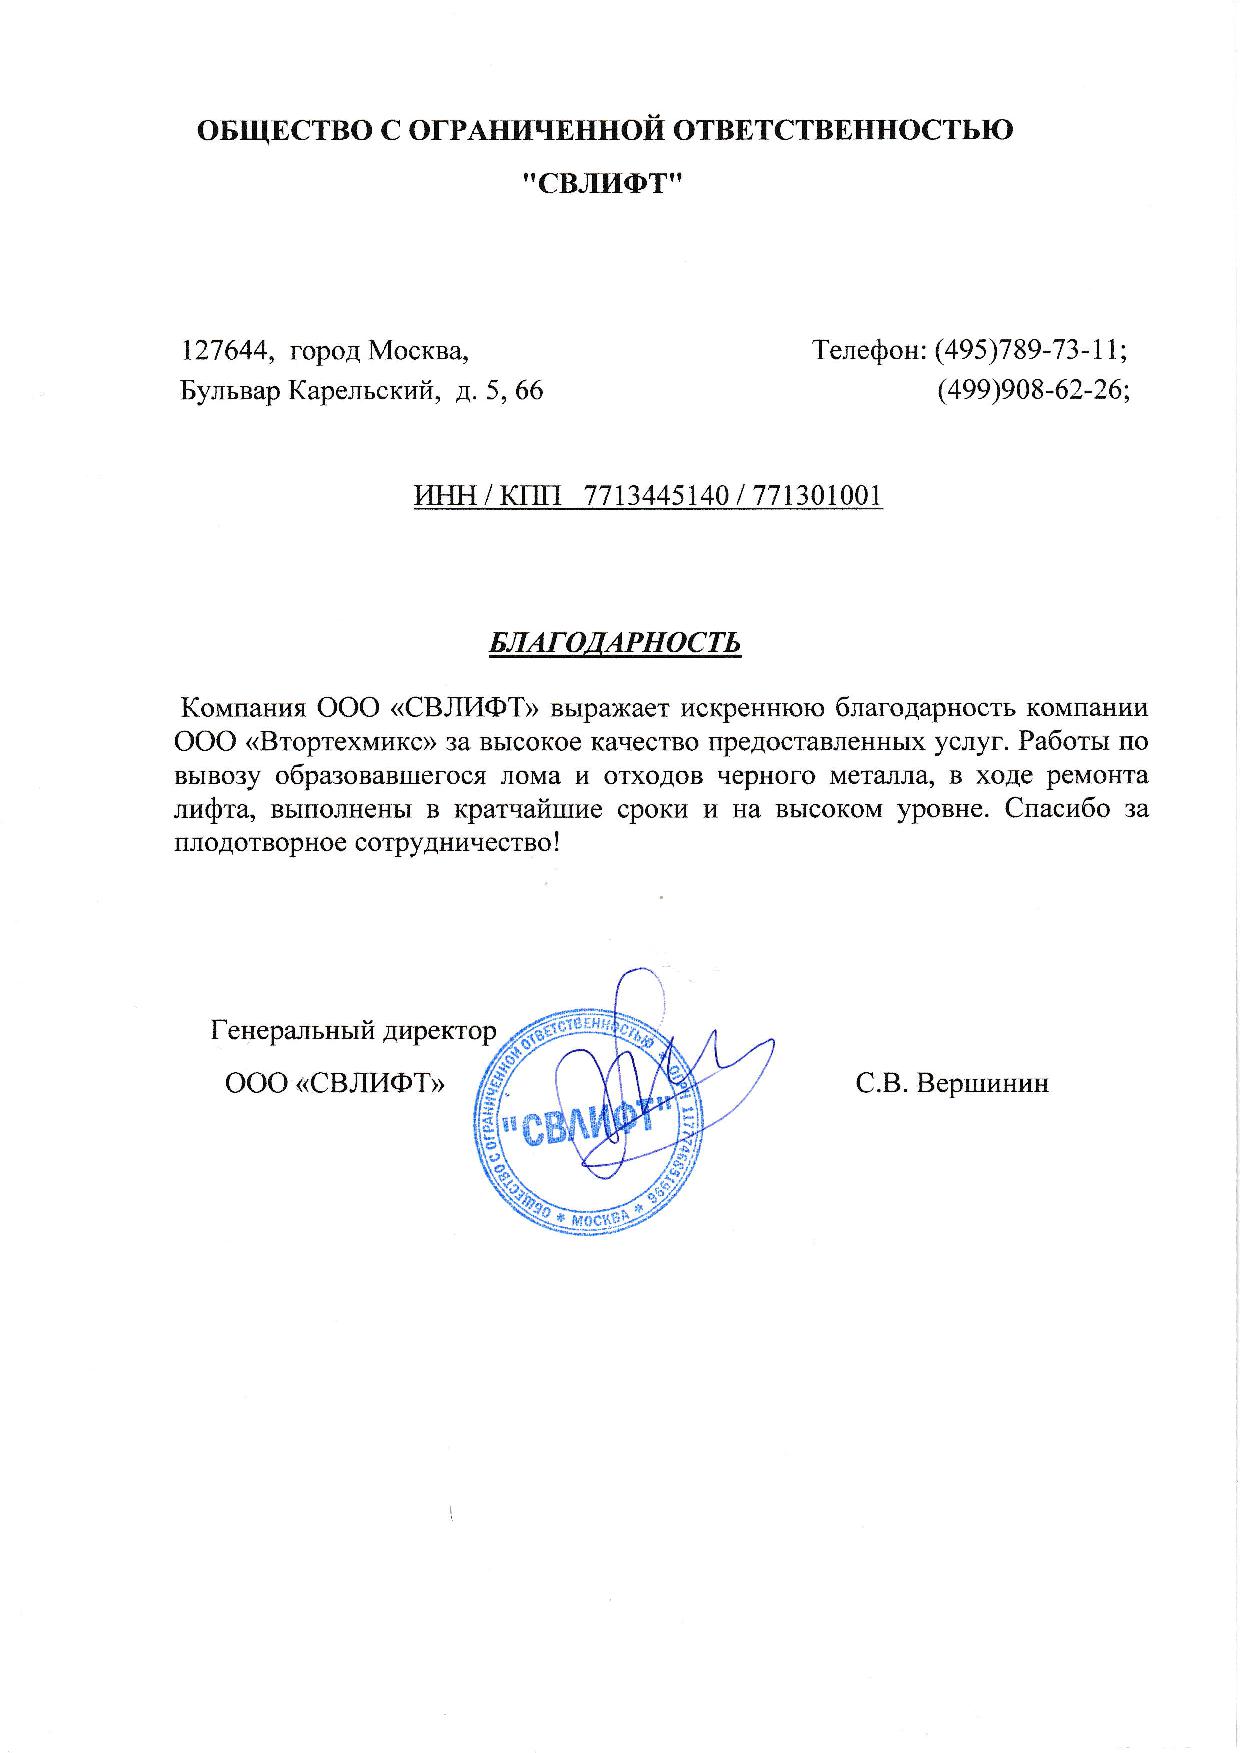 ОБЩЕСТВО С ОГРАНИЧЕННОЙ ОТВЕТСТВЕННОСТЬЮ
"СВЛИФТ"
127644, город Москва, Телефон: (495)789-73-11;
Бульвар Карельский, д. 5, 66 (499)908-62-26;
ИНН / КПП 7713445140 / 771301001
БЛАГОДАРНОСТЬ
Компания ООО «СВЛИФТ» выражает искреннюю благодарность компании
ООО «Втортехмикс» за высокое качество предоставленных услуг. Работы по
вывозу образовавшегося лома и отходов черного металла, в ходе ремонта
лифта, выполнены в кратчайшие сроки и на высоком уровне. Спасибо за
плодотворное сотрудничество!
Генеральный директор
ООО «СВЛИФТ» С.В. Вершинин
ОБЩЕСТВО С ОГРАНИЧЕННОЙ ОТВЕТСТВЕННОСТЬЮ * ОГРН
"СВЛИФТ"
* МОСКВА *